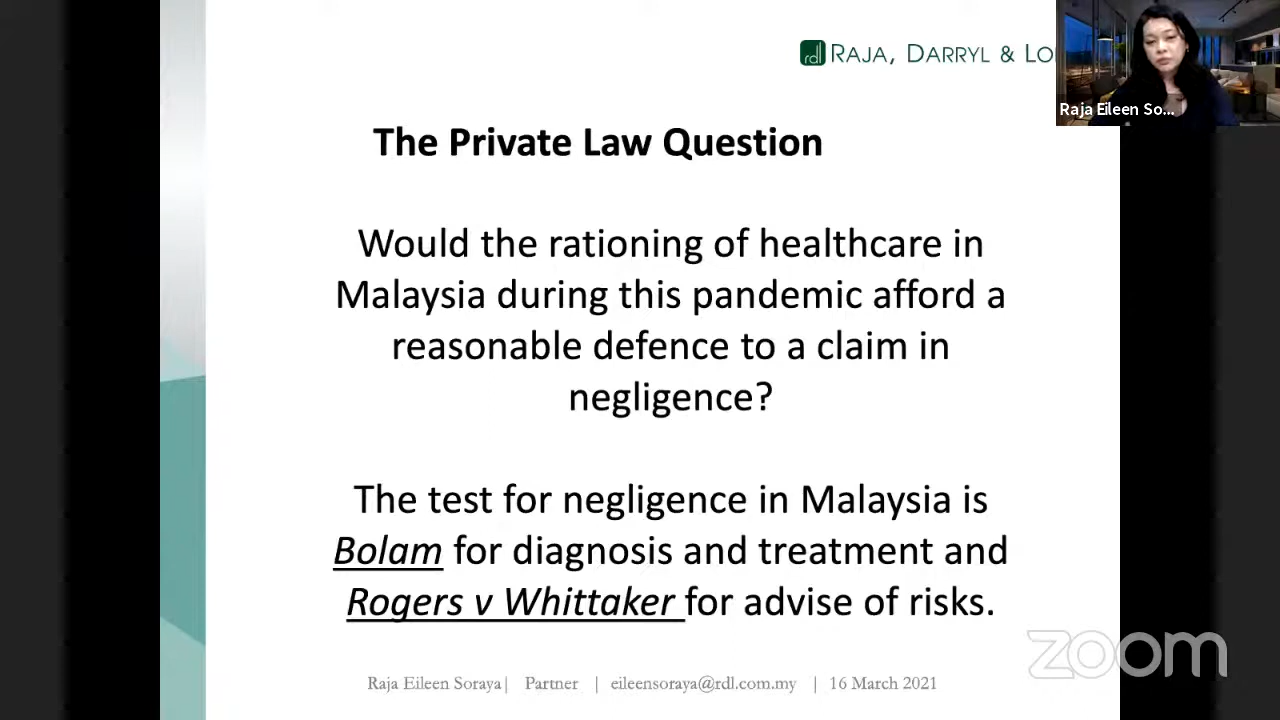 rdl RAJA, DARRYL & LO
Raja Eileen So...
The Private Law Question
Would the rationing of healthcare in
Malaysia during this pandemic afford a
reasonable defence to a claim in
negligence?
The test for negligence in Malaysia is
Bolam for diagnosis and treatment and
Rogers v Whittaker for advise of risks.
zoom
Raja Eileen Soraya| Partner | eileensoraya@rdl.com.my | 16 March 2021